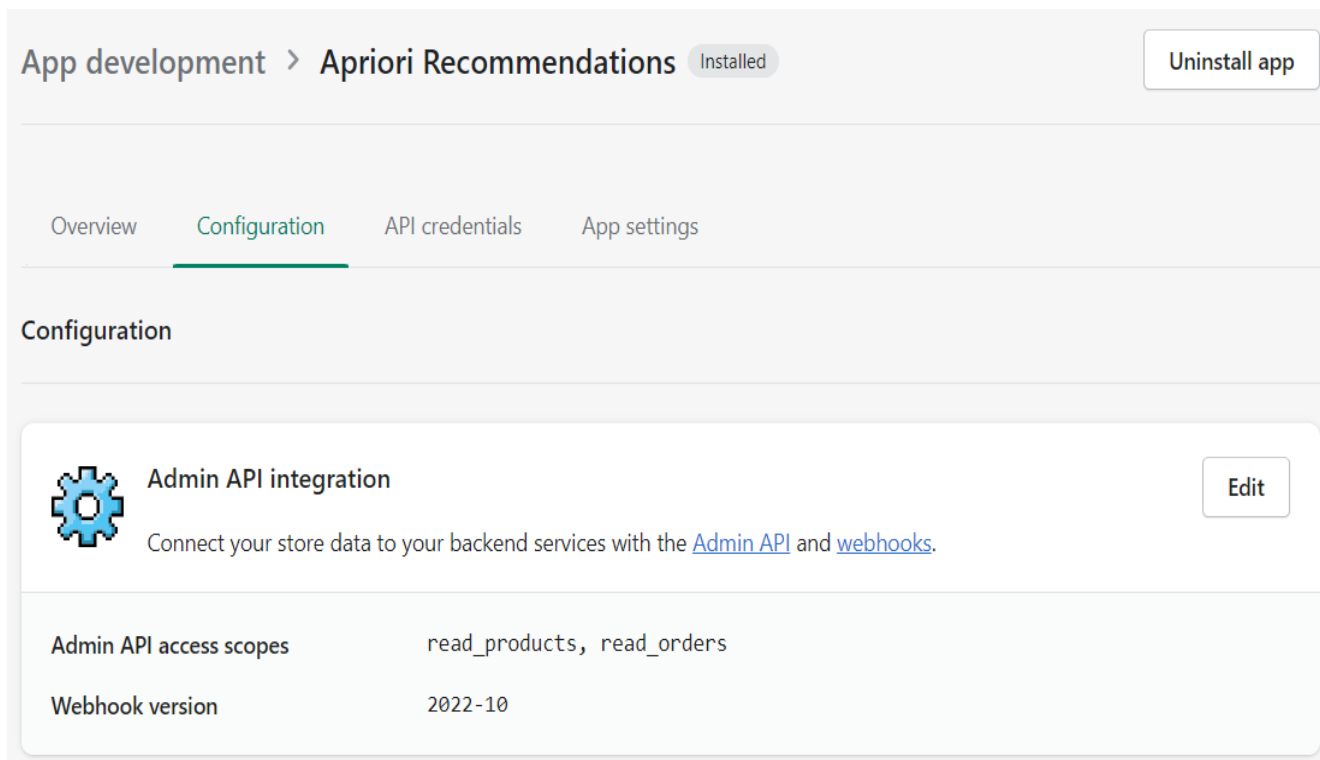 App development > Apriori Recommendations Installed Uninstall app
Overview Configuration API credentials App settings
Configuration
Admin API integration
Edit
Connect your store data to your backend services with the Admin API and webhooks.
Admin API access scopes read_products, read_orders
Webhook version 2022-10